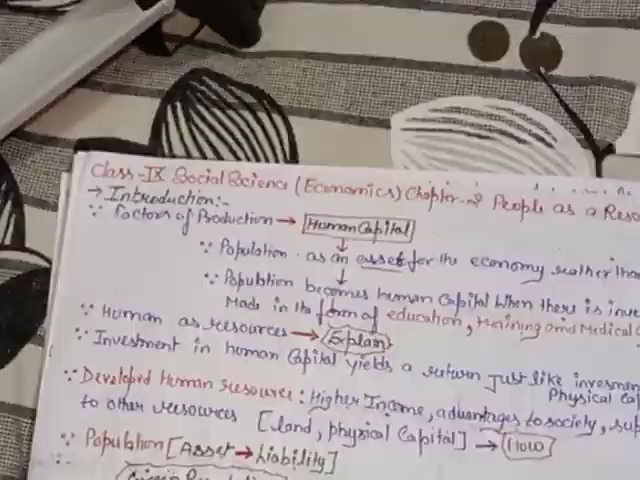 Class-IX Social Science (Economics) Chapter-2 People as a Reso
→ Introduction:-
∵ Factors of Production → Human Capital
∵ Population as an asset for the economy rather than
∵ Population becomes human Capital when there is inve
Made in the form of education, training and Medical
∵ Human as resources → Explain
∵ Investment in human Capital yields a return just like invesmen
Physical Cap
∵ Developed Human resource: Higher Income, advantages to society, sup
to other resources [land, physical Capital] → How
∵ Population [Asset → Liability]